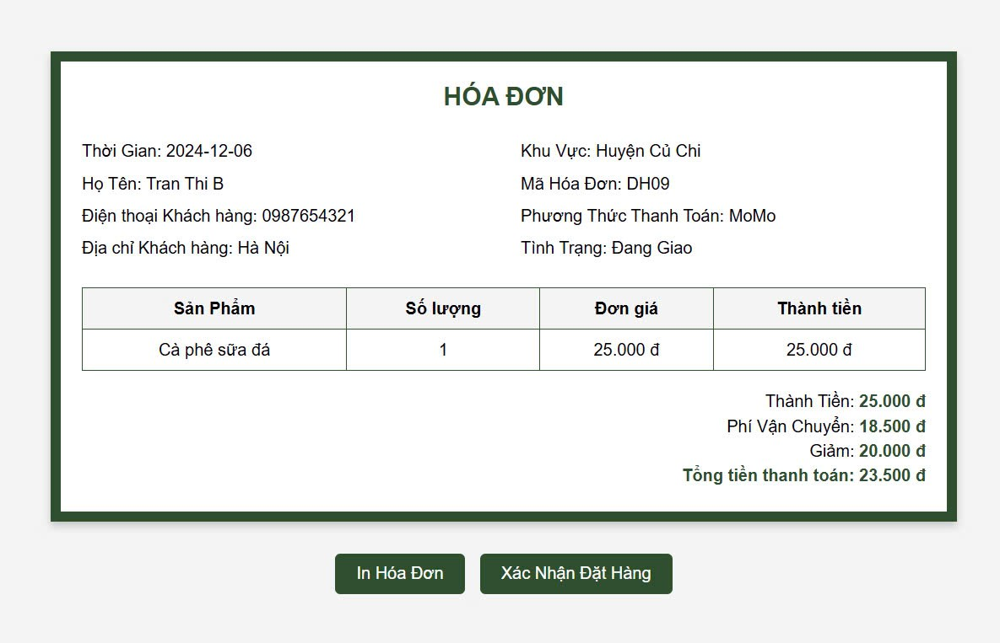 HÓA ĐƠN
Thời Gian: 2024-12-06
Khu Vực: Huyện Củ Chi
Họ Tên: Tran Thi B
Mã Hóa Đơn: DH09
Điện thoại Khách hàng: 0987654321
Phương Thức Thanh Toán: MoMo
Địa chỉ Khách hàng: Hà Nội
Tình Trạng: Đang Giao
Sản Phẩm Số lượng Đơn giá Thành tiền
Cà phê sữa đá 1 25.000 đ 25.000 đ
Thành Tiền: 25.000 đ
Phí Vận Chuyển: 18.500 đ
Giảm: 20.000 đ
Tổng tiền thanh toán: 23.500 đ
In Hóa Đơn
Xác Nhận Đặt Hàng